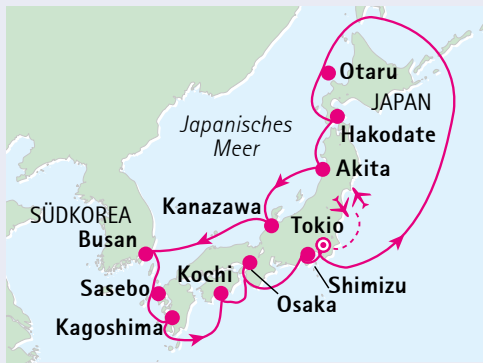 Otaru
JAPAN
Japanisches
Meer
Hakodate
Akita
Kanazawa
SÜDKOREA
Tokio
Busan
Kochi
Sasebo
Shimizu
Osaka
Kagoshima